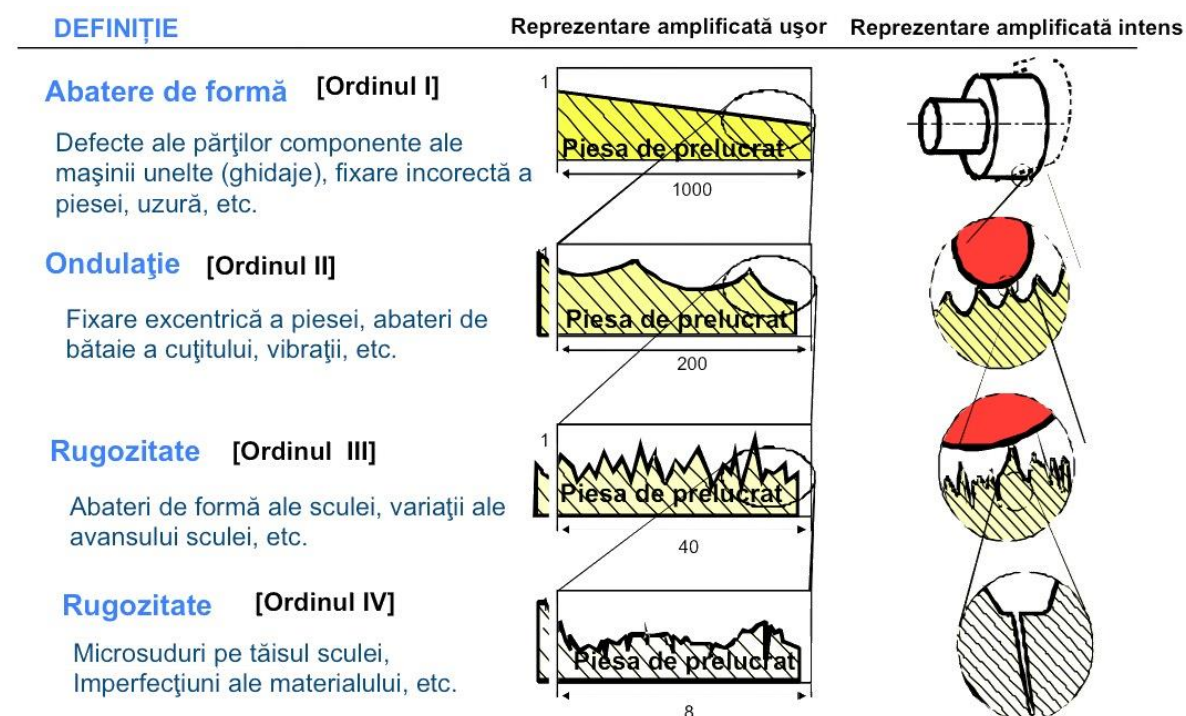 DEFINIȚIE Reprezentare amplificată uşor Reprezentare amplificată intens
Abatere de formă [Ordinul I]
Defecte ale părţilor componente ale
maşinii unelte (ghidaje), fixare incorectă a
piesei, uzură, etc.
1
Piesa de prelucrat
1000
Ondulaţie [Ordinul II]
Fixare excentrică a piesei, abateri de
bătaie a cuţitului, vibraţii, etc.
1
Piesa de prelucrat
200
Rugozitate [Ordinul III]
Abateri de formă ale sculei, variaţii ale
avansului sculei, etc.
1
Piesa de prelucrat
40
Rugozitate [Ordinul IV]
Microsuduri pe tăisul sculei,
Imperfecţiuni ale materialului, etc.
Piesa de prelucrat
8